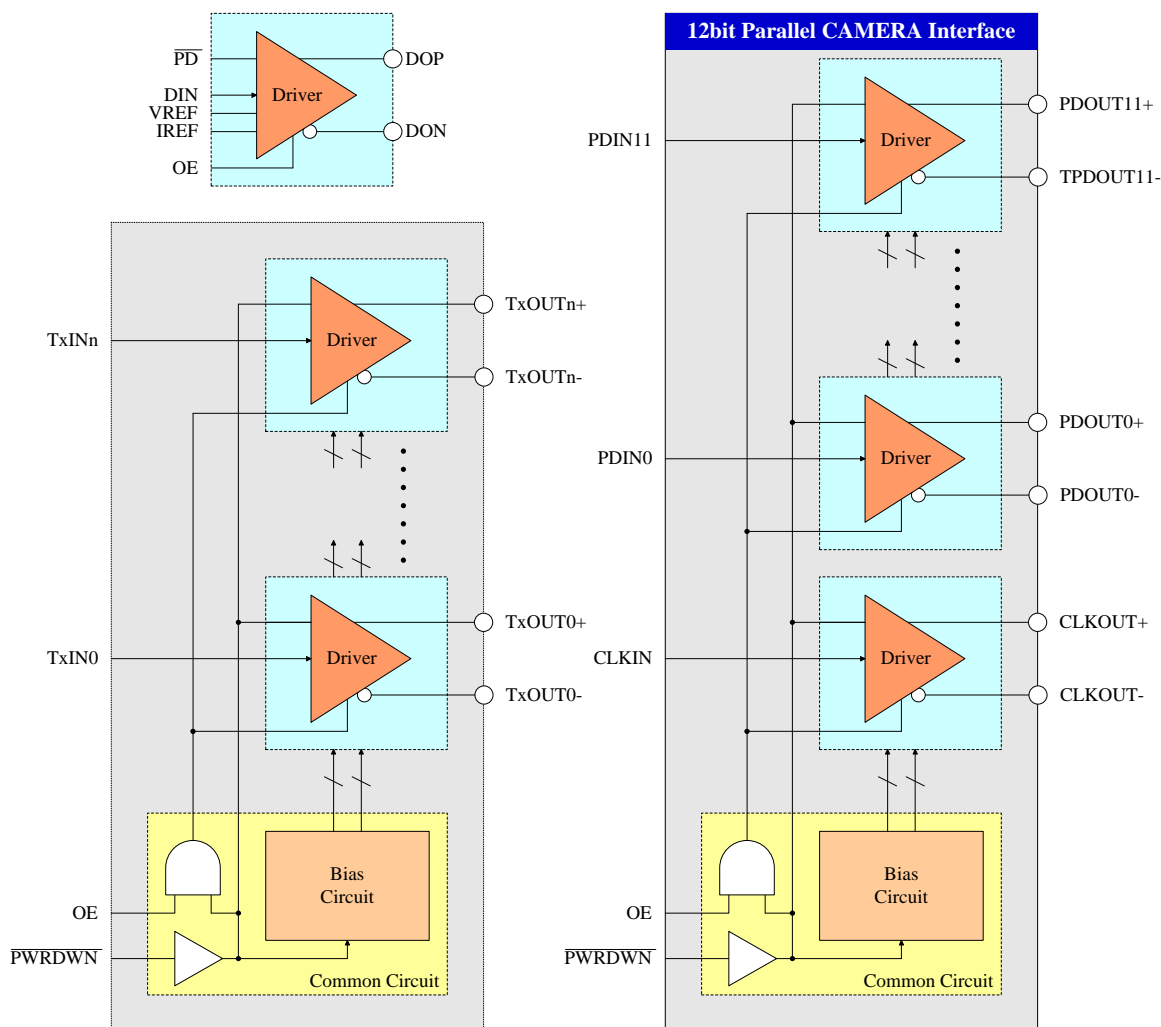 PD
DIN
VREF
IREF
OE
Driver
DOP
DON
TxINn
Driver
TxOUTn+
TxOUTn-
TxIN0
Driver
TxOUT0+
TxOUT0-
OE
PWRDWN
Bias
Circuit
Common Circuit
12bit Parallel CAMERA Interface
PDIN11
Driver
PDOUT11+
TPDOUT11-
PDIN0
Driver
PDOUT0+
PDOUT0-
CLKIN
Driver
CLKOUT+
CLKOUT-
OE
PWRDWN
Bias
Circuit
Common Circuit